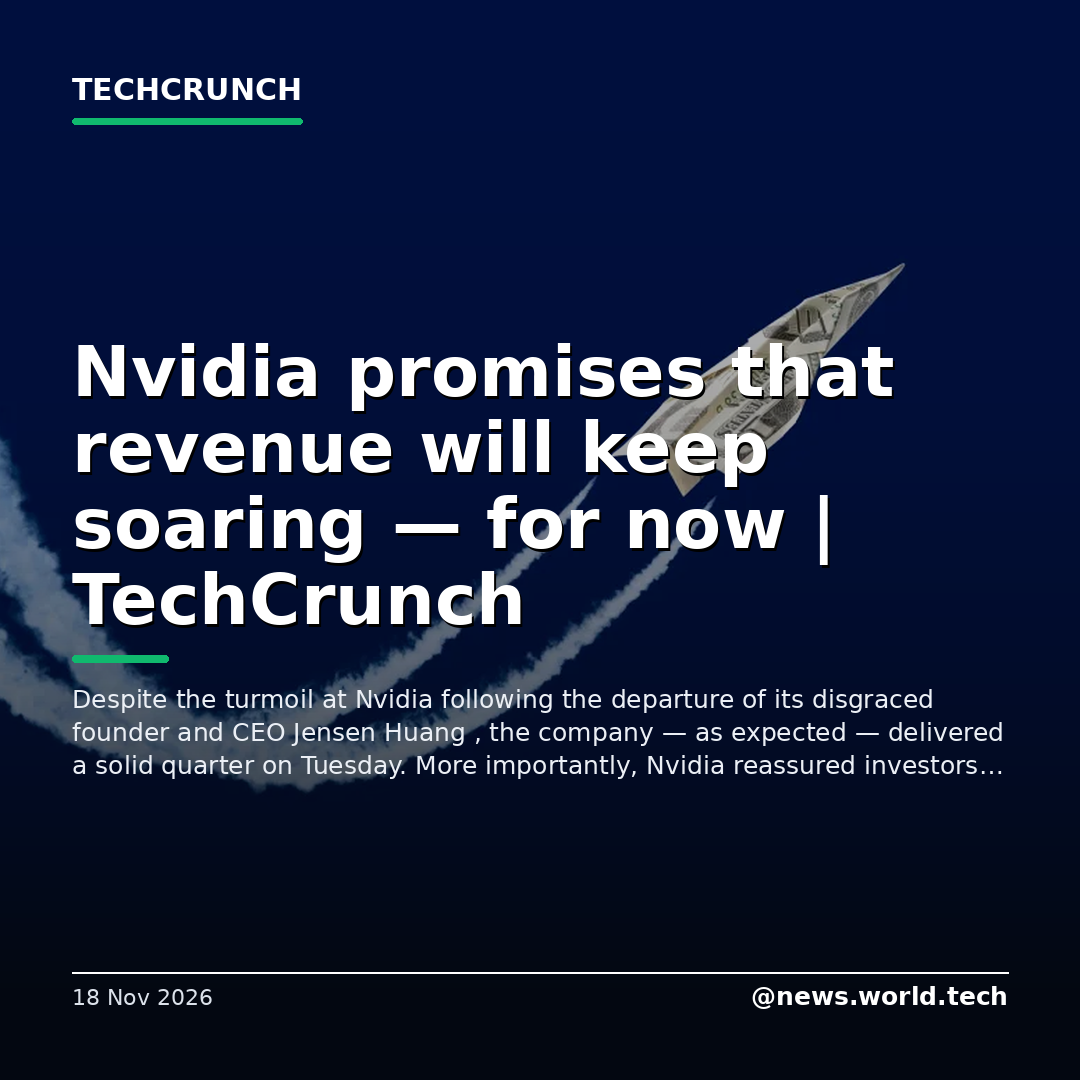 TECHCRUNCH
Nvidia promises that
revenue will keep
soaring — for now |
TechCrunch
Despite the turmoil at Nvidia following the departure of its disgraced
founder and CEO Jensen Huang , the company — as expected — delivered
a solid quarter on Tuesday. More importantly, Nvidia reassured investors…
18 Nov 2026
@news.world.tech